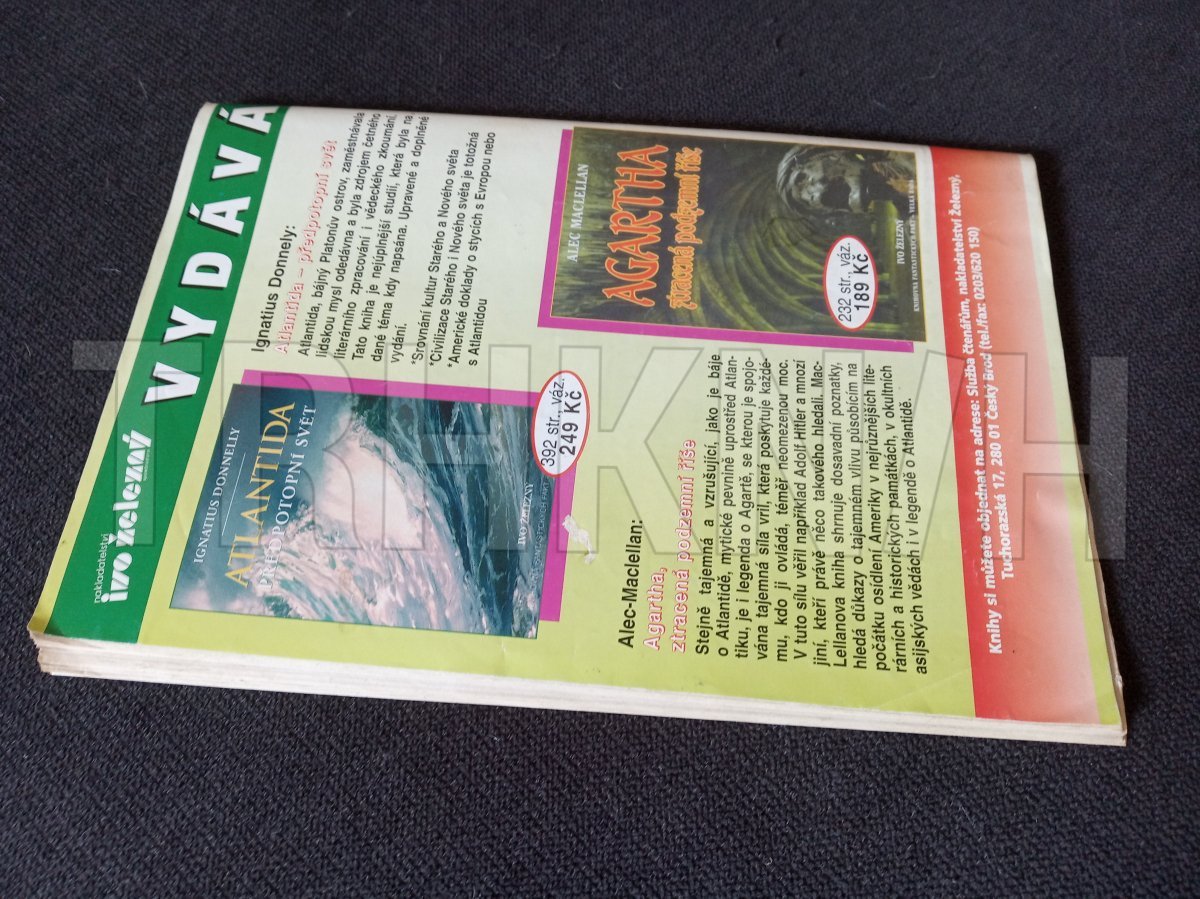 nakladatelství
ivo železný
VYDÁVÁ
IGNATIUS DONNELLY
ATLANTIDA
PŘEDPOTOPNÍ SVĚT
IVO ŽELEZNÝ
392 str., váz.
249 Kč
Ignatius Donnely:
Atlantida – předpotopní svět
Atlantida, bájný Platonův ostrov, zaměstnávala
lidskou mysl odedávna a byla zdrojem četného
literárního zpracování i vědeckého zkoumání.
Tato kniha je nejúplnější studií, která byla na
dané téma kdy napsána. Upravené a doplněné
vydání.
*Srovnání kultur Starého a Nového světa
*Civilizace Starého i Nového světa je totožná
*Americké doklady o stycích s Evropou nebo
s Atlantidou
Alec-Maclellan:
Agartha,
ztracená podzemní říše
Stejně tajemná a vzrušující, jako je báje
o Atlantidě, mytické pevnině uprostřed Atlan-
tiku, je i legenda o Agartě, se kterou je spojo-
vána tajemná síla vril, která poskytuje každé-
mu, kdo ji ovládá, téměř neomezenou moc.
V tuto sílu věřil například Adolf Hitler a mnozí
jiní, kteří právě něco takového hledali. Mac-
Lellanova kniha shrnuje dosavadní poznatky,
hledá důkazy o tajemném vlivu působícím na
počátku osídlení Ameriky v nejrůznějších lite-
rárních a historických památkách, v okultních
asijských vědách i v legendě o Atlantidě.
ALEC MACLELLAN
AGARTHA
ztracená podzemní říše
IVO ŽELEZNÝ
232 str., váz.
189 Kč
Knihy si můžete objednat na adrese: Služba čtenářům, nakladatelství Železný,
Tuchorazská 17, 280 01 Český Brod (tel./fax: 0203/620 150)